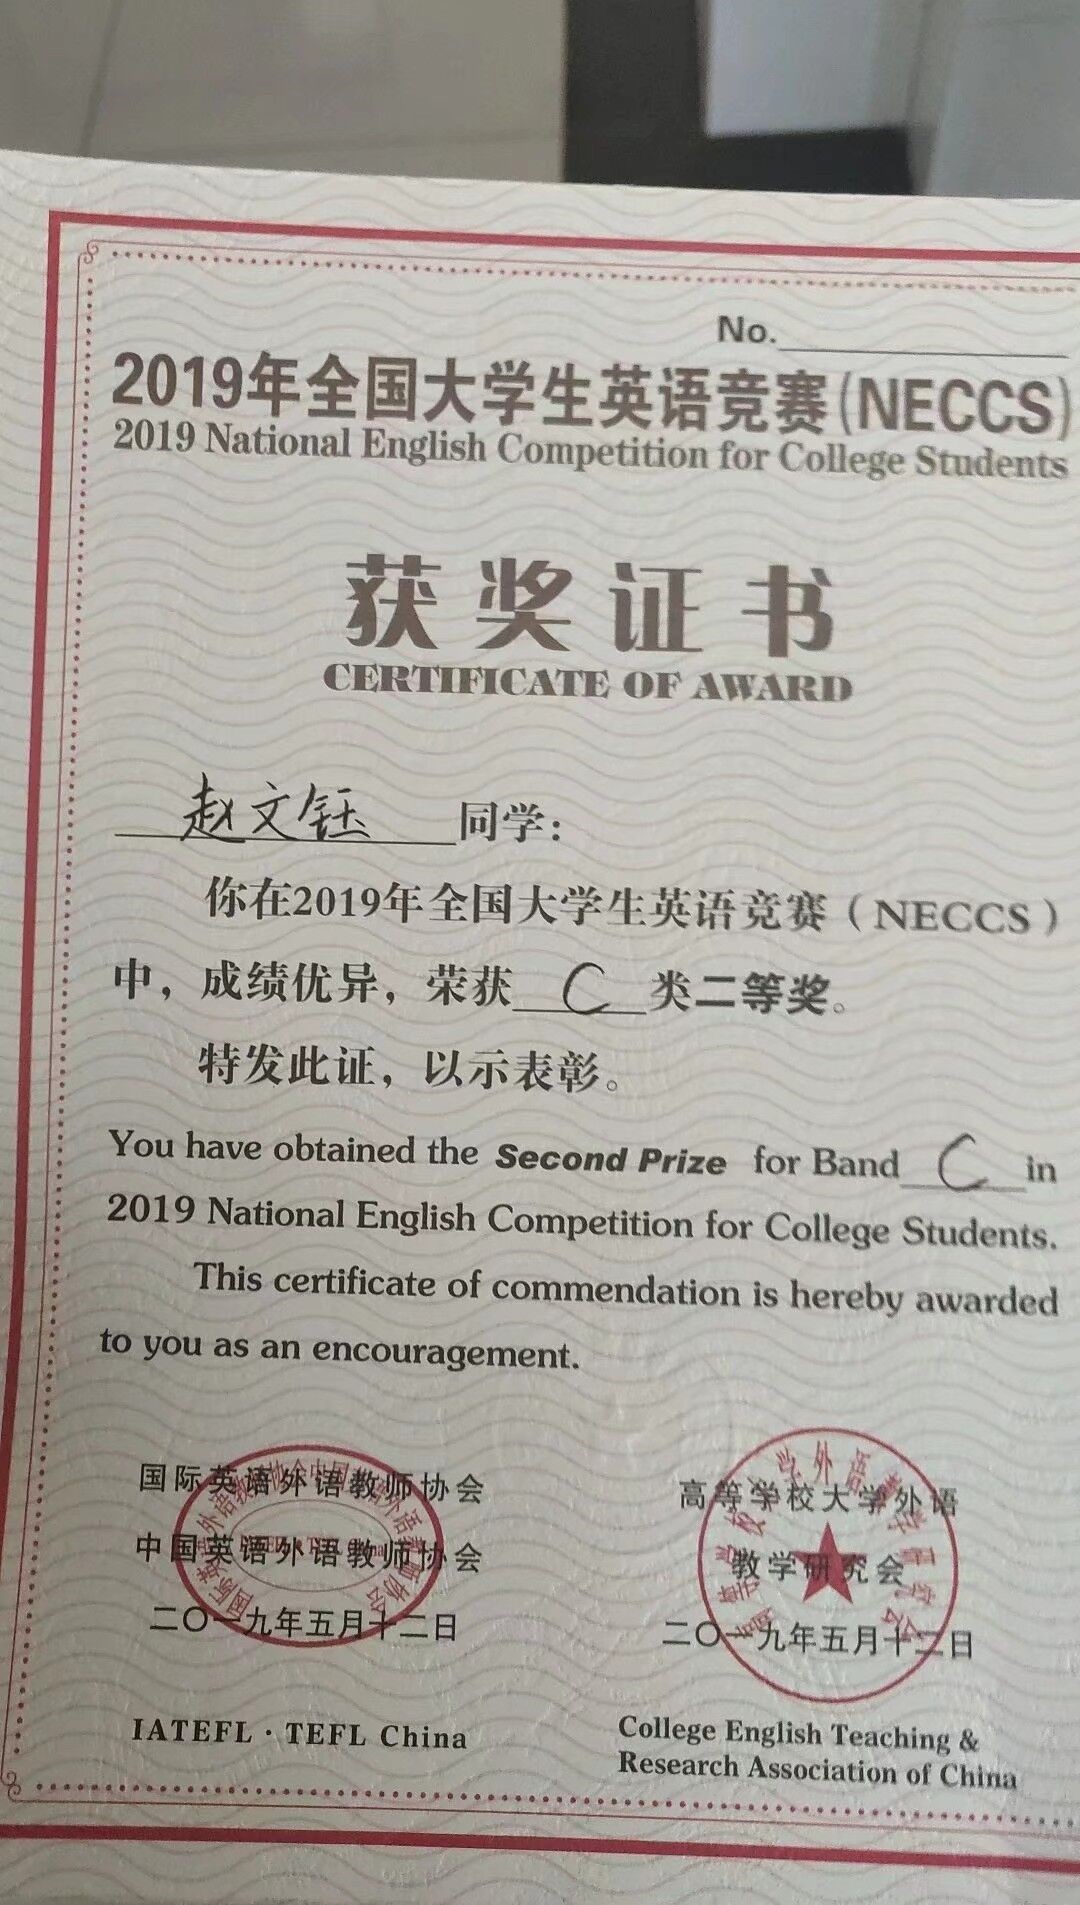 No.
2019年全国大学生英语竞赛(NECCS)
2019 National English Competition for College Students
获奖证书
CERTIFICATE OF AWARD
赵文钰 同学：
你在2019年全国大学生英语竞赛（NECCS）
中，成绩优异，荣获 C 类二等奖。
特发此证，以示表彰。
You have obtained the Second Prize for Band C in
2019 National English Competition for College Students.
This certificate of commendation is hereby awarded
to you as an encouragement.
国际英语外语教师协会
中国英语外语教师协会
二〇一九年五月十二日
IATEFL · TEFL China
高等学校大学外语
教学研究会
二〇一九年五月十二日
College English Teaching &
Research Association of China